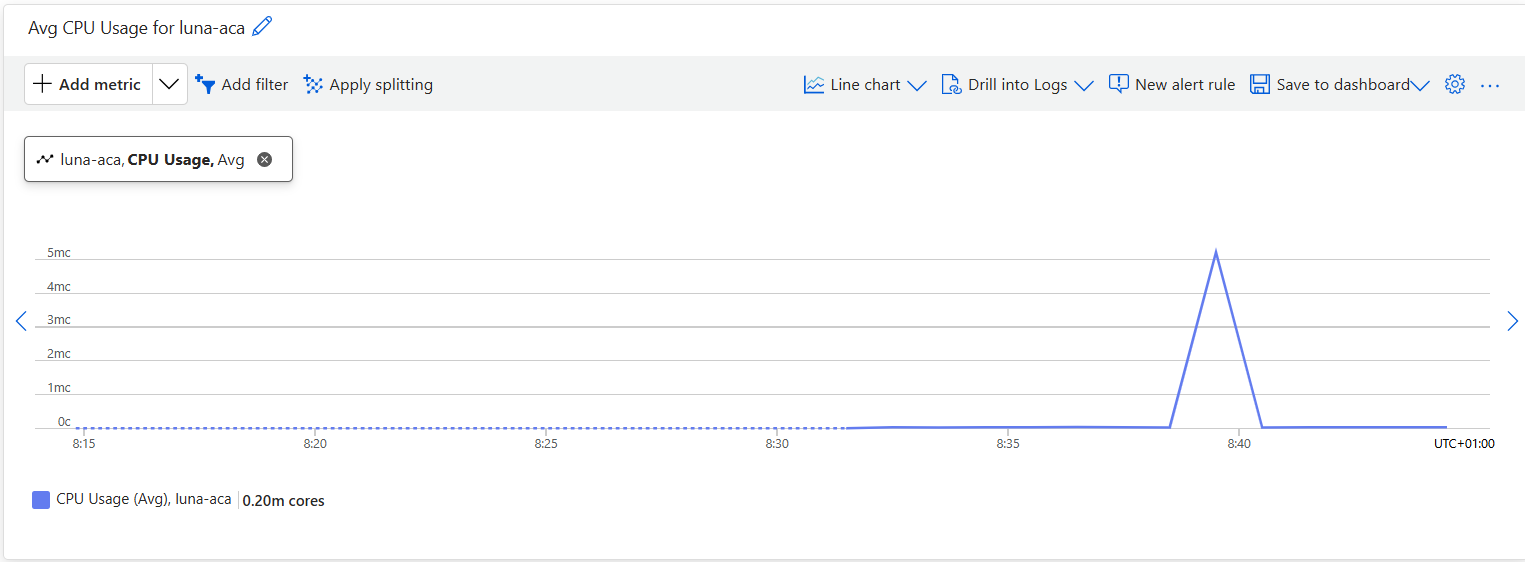 Avg CPU Usage for luna-aca
Add metric Add filter Apply splitting Line chart Drill into Logs New alert rule Save to dashboard ...
luna-aca, CPU Usage, Avg
5mc
4mc
3mc
2mc
1mc
0c
8:15 8:20 8:25 8:30 8:35 8:40 UTC+01:00
CPU Usage (Avg), luna-aca 0.20m cores